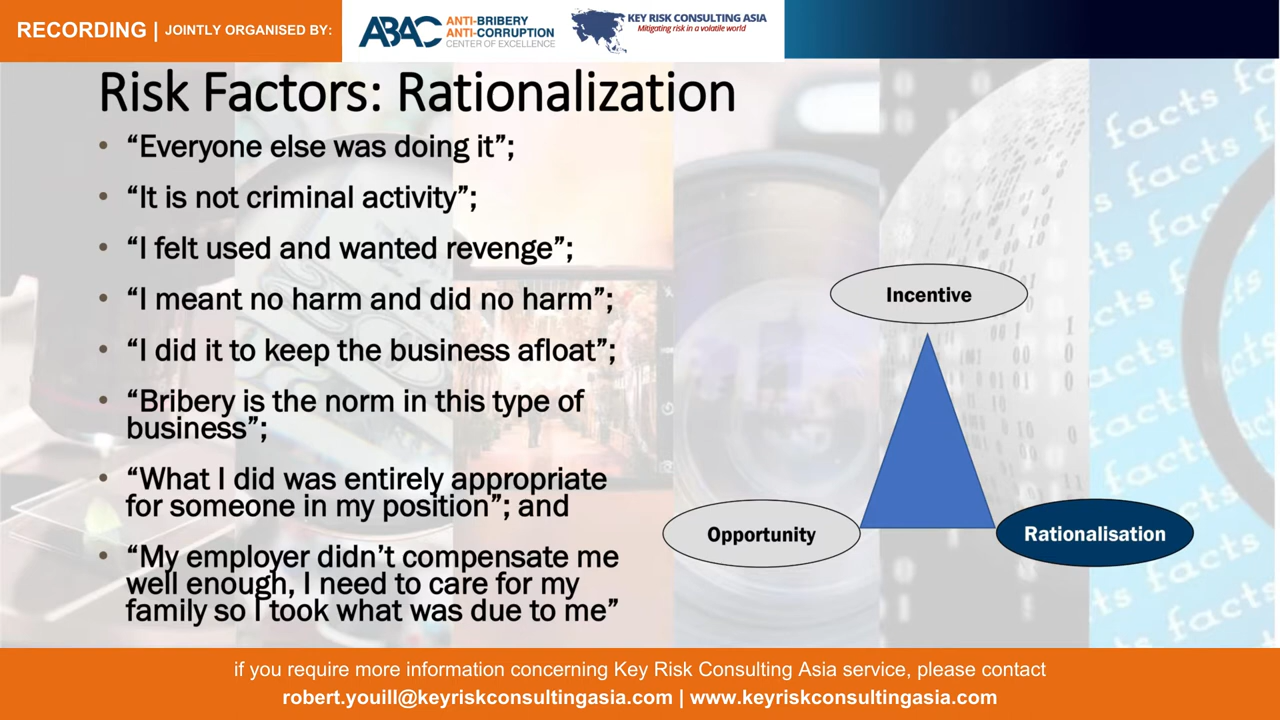 RECORDING | JOINTLY ORGANISED BY:
ABAC
ANTI-BRIBERY
ANTI-CORRUPTION
CENTER OF EXCELLENCE
KEY RISK CONSULTING ASIA
Mitigating risk in a volatile world
Risk Factors: Rationalization
• “Everyone else was doing it”;
• “It is not criminal activity”;
• “I felt used and wanted revenge”;
• “I meant no harm and did no harm”;
• “I did it to keep the business afloat”;
• “Bribery is the norm in this type of
business”;
• “What I did was entirely appropriate
for someone in my position”; and
• “My employer didn’t compensate me
well enough, I need to care for my
family so I took what was due to me”
Incentive
Opportunity
Rationalisation
if you require more information concerning Key Risk Consulting Asia service, please contact
robert.youill@keyriskconsultingasia.com | www.keyriskconsultingasia.com